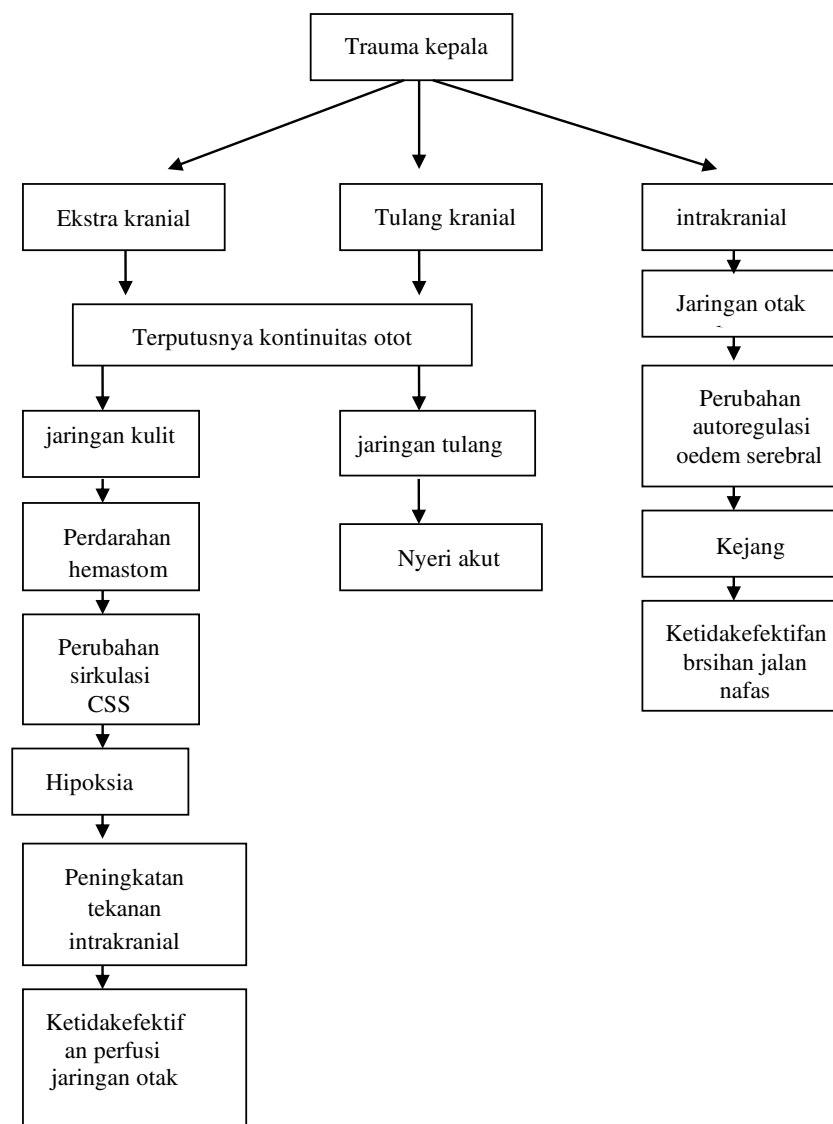 Trauma kepala
Ekstra kranial
Tulang kranial
intrakranial
Jaringan otak
Terputusnya kontinuitas otot
Perubahan
autoregulasi
oedem serebral
jaringan kulit
jaringan tulang
Perdarahan
hemastom
Nyeri akut
Kejang
Perubahan
sirkulasi
CSS
Ketidakefektifan
brsihan jalan
nafas
Hipoksia
Peningkatan
tekanan
intrakranial
Ketidakefektif
an perfusi
jaringan otak